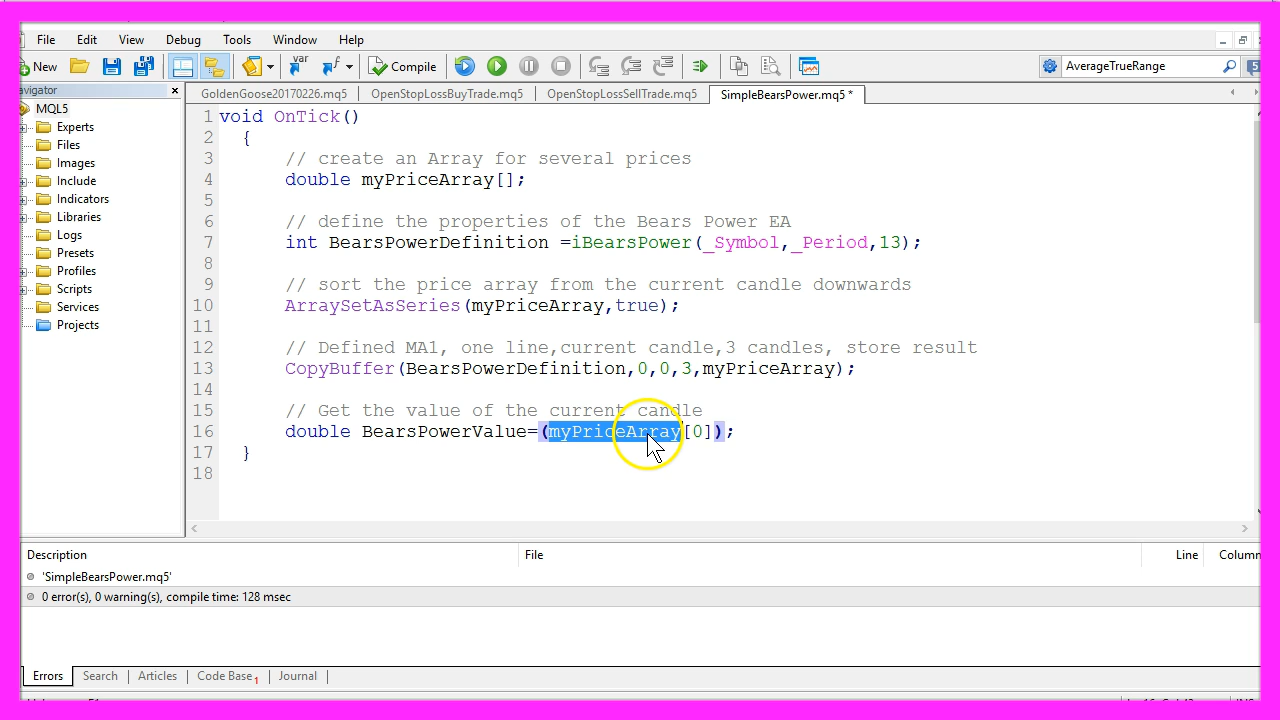 File Edit View Debug Tools Window Help
New Compile AverageTrueRange 5
avigator GoldenGoose20170226.mq5 OpenStopLossBuyTrade.mq5 OpenStopLossSellTrade.mq5 SimpleBearsPower.mq5 *
MQL5
Experts
Files
Images
Include
Indicators
Libraries
Logs
Presets
Profiles
Scripts
Services
Projects
1 void OnTick()
2 {
3 // create an Array for several prices
4 double myPriceArray[];
5
6 // define the properties of the Bears Power EA
7 int BearsPowerDefinition =iBearsPower(_Symbol,_Period,13);
8
9 // sort the price array from the current candle downwards
10 ArraySetAsSeries(myPriceArray,true);
11
12 // Defined MA1, one line,current candle,3 candles, store result
13 CopyBuffer(BearsPowerDefinition,0,0,3,myPriceArray);
14
15 // Get the value of the current candle
16 double BearsPowerValue=(myPriceArray[0]);
17 }
18
Description File Line Column
'SimpleBearsPower.mq5'
0 error(s), 0 warning(s), compile time: 128 msec
Errors Search Articles Code Base 1 Journal